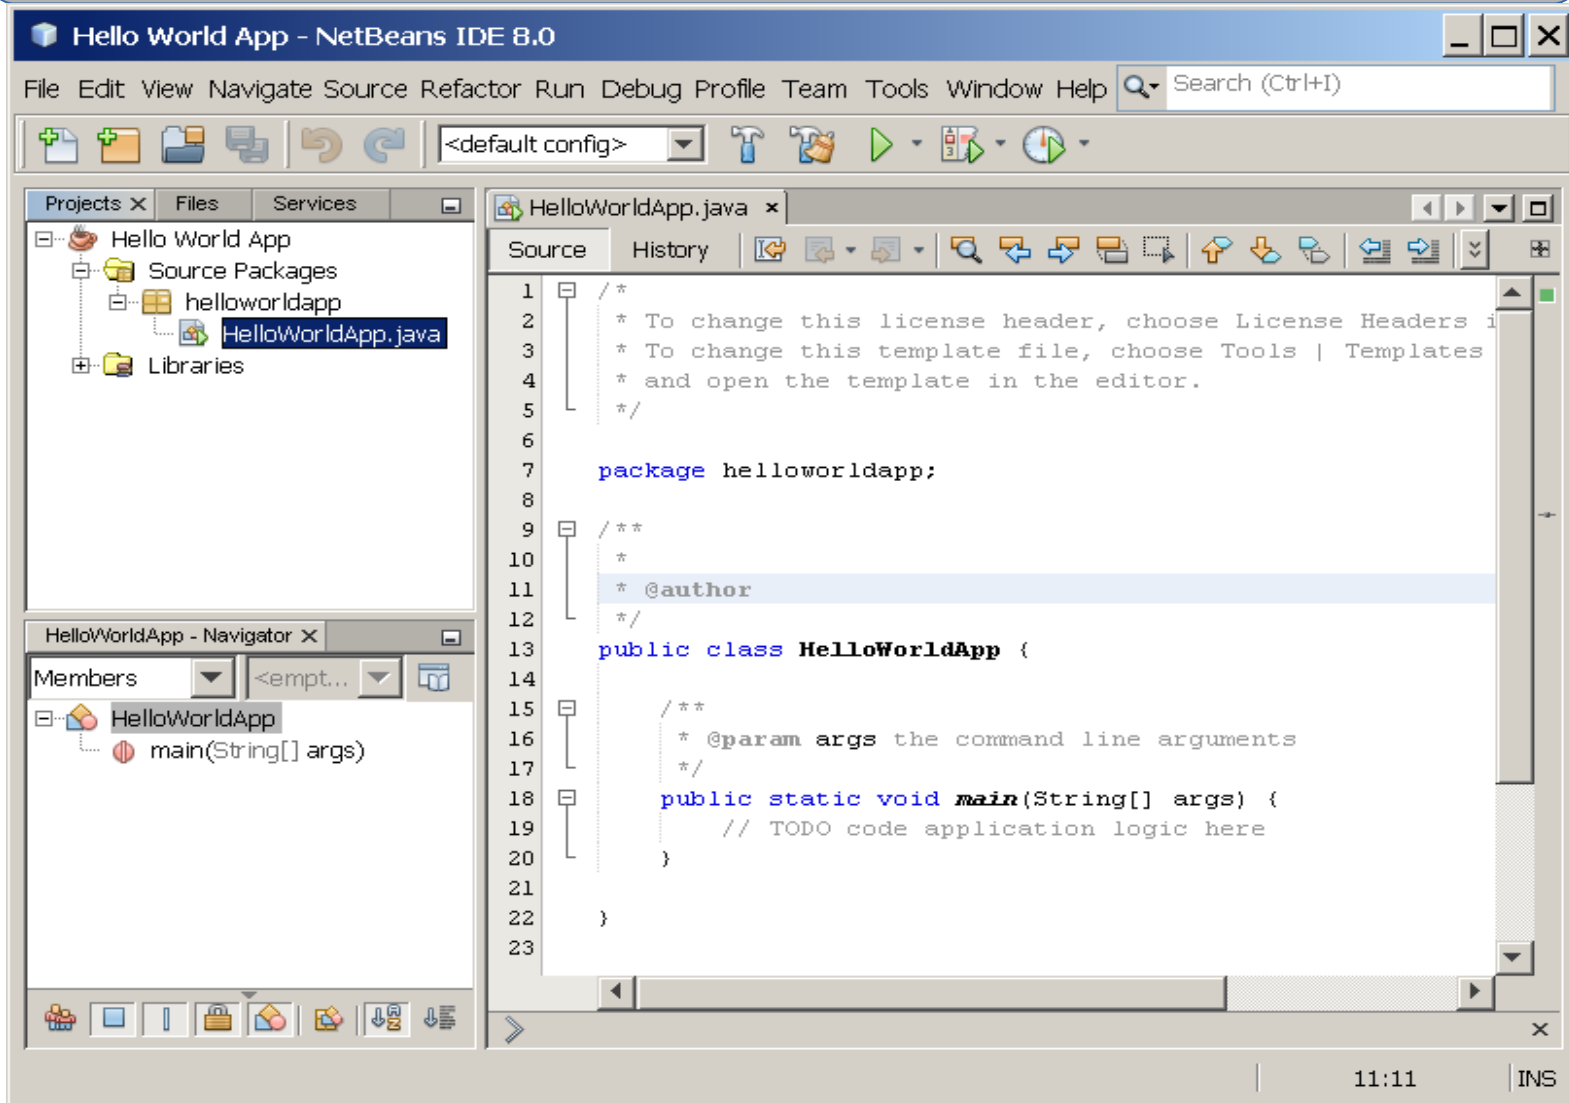 Hello World App - NetBeans IDE 8.0
File Edit View Navigate Source Refactor Run Debug Profile Team Tools Window Help Search (Ctrl+I)
<default config>
Projects Files Services
Hello World App
Source Packages
helloworldapp
HelloWorldApp.java
Libraries
HelloWorldApp - Navigator
Members <empt...
HelloWorldApp
main(String[] args)
HelloWorldApp.java
Source History
1 /*
2 * To change this license header, choose License Headers i
3 * To change this template file, choose Tools | Templates
4 * and open the template in the editor.
5 */
6
7 package helloworldapp;
8
9 /**
10 *
11 * @author
12 */
13 public class HelloWorldApp {
14
15 /**
16 * @param args the command line arguments
17 */
18 public static void main(String[] args) {
19 // TODO code application logic here
20 }
21
22 }
23
11:11 INS